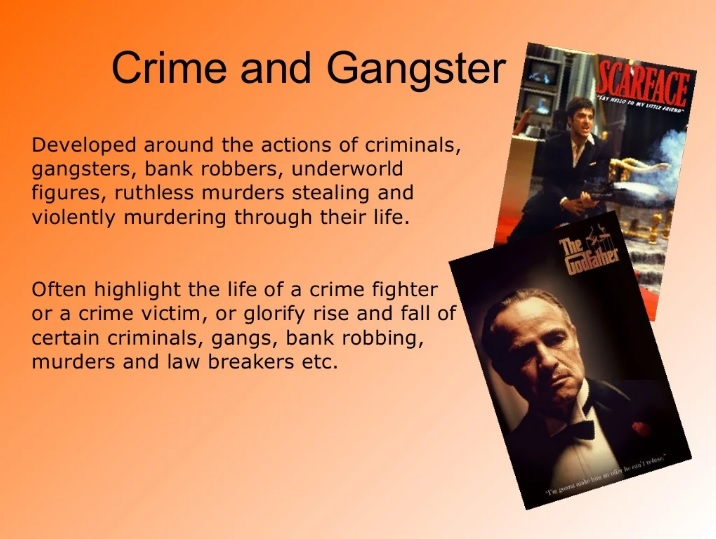 Crime and Gangster
Developed around the actions of criminals,
gangsters, bank robbers, underworld
figures, ruthless murders stealing and
violently murdering through their life.
Often highlight the life of a crime fighter
or a crime victim, or glorify rise and fall of
certain criminals, gangs, bank robbing,
murders and law breakers etc.
SCARFACE
"SAY HELLO TO MY LITTLE FRIEND"
The
Godfather
"I'm gonna make him an offer he can't refuse."